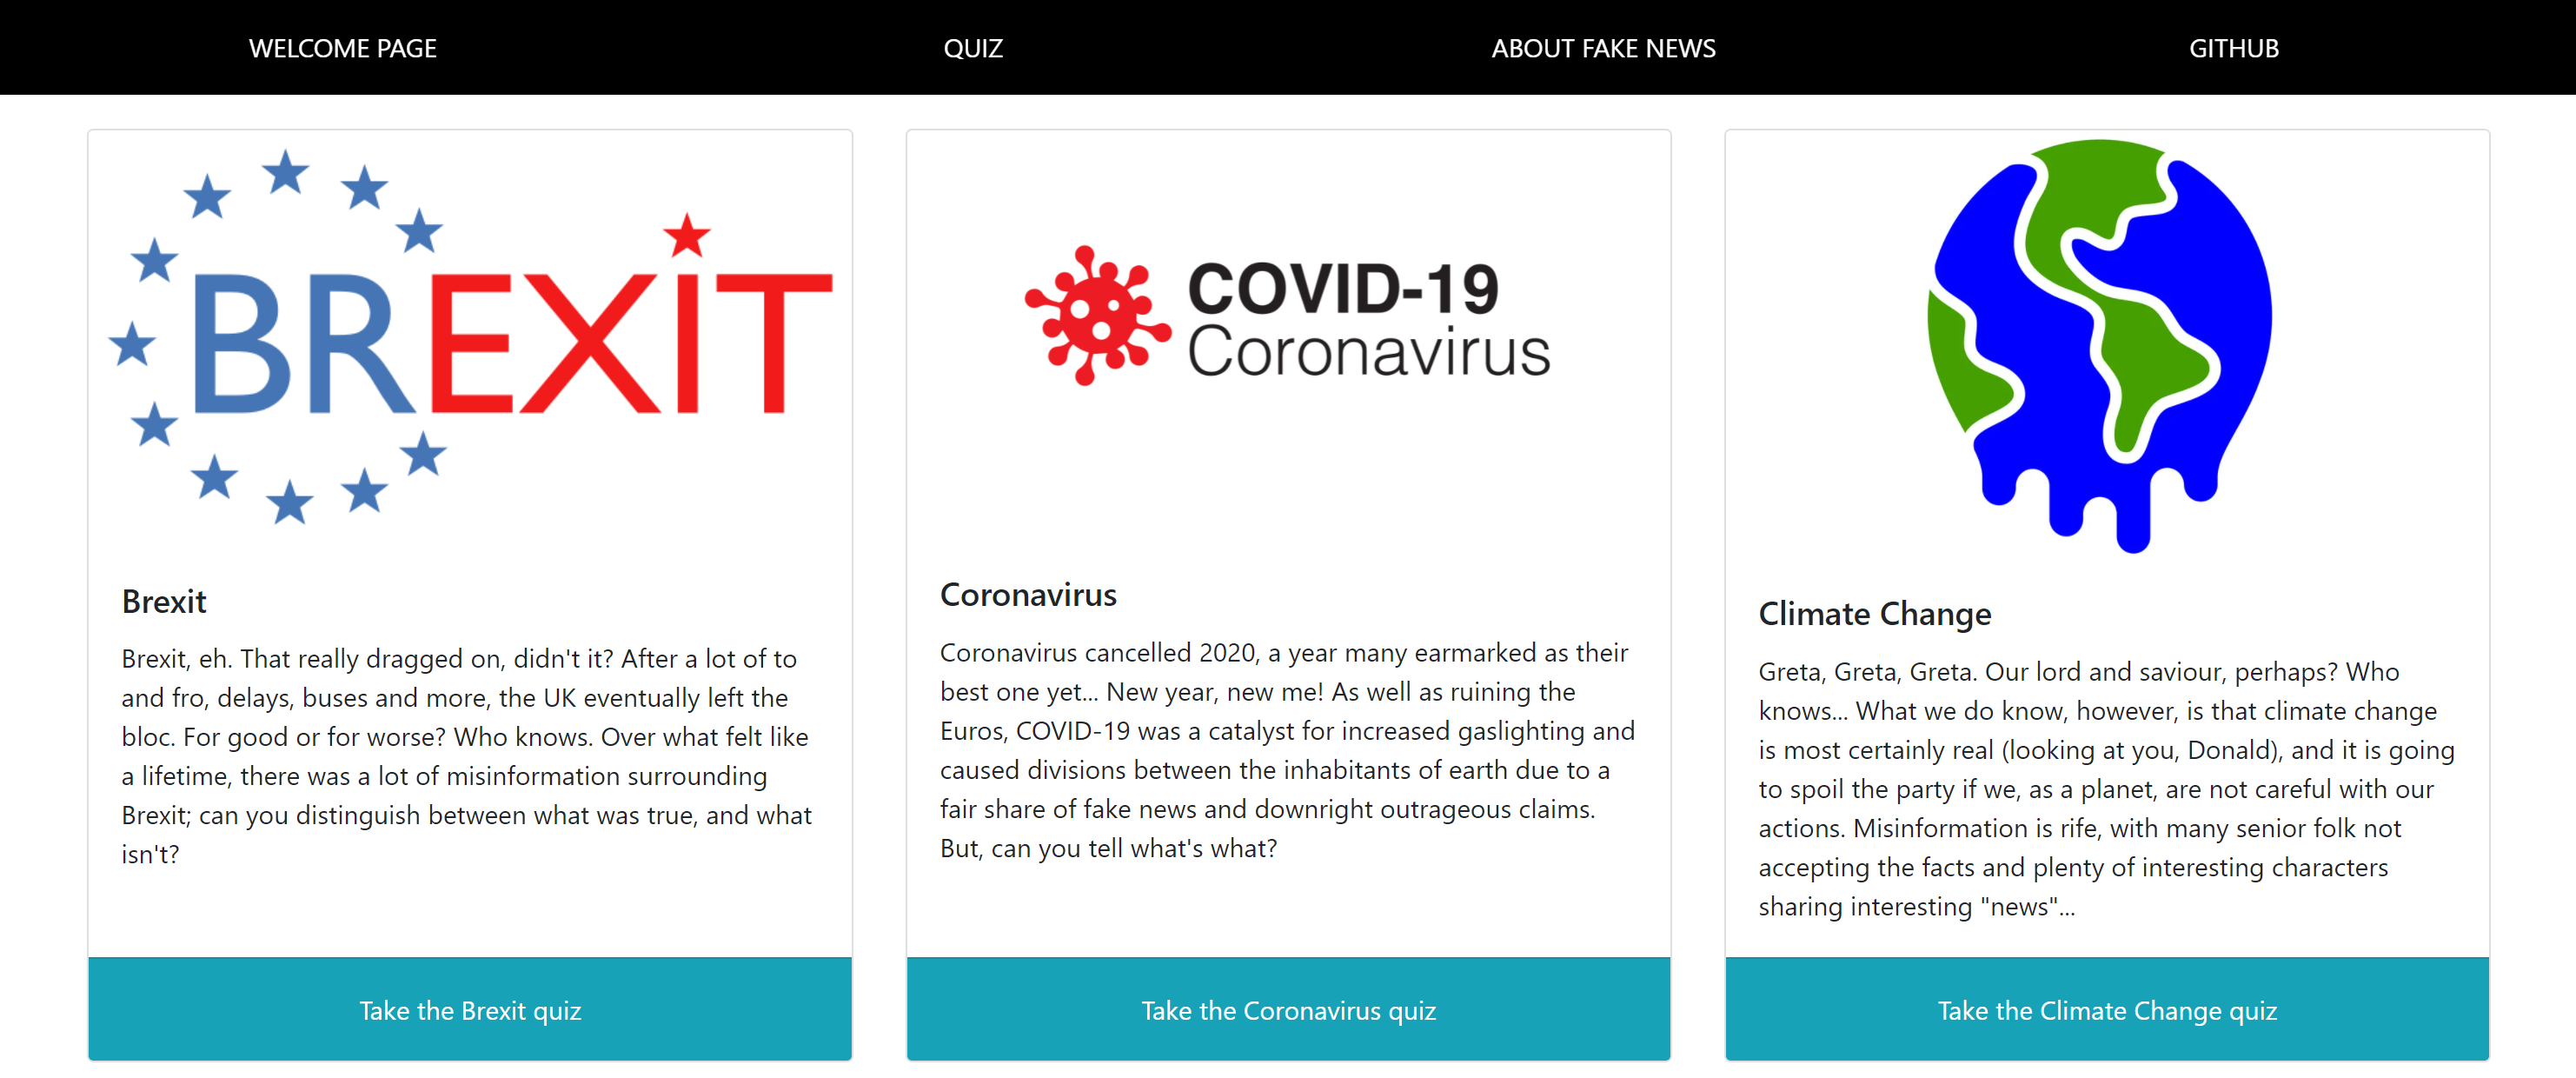 WELCOME PAGE
QUIZ
ABOUT FAKE NEWS
GITHUB
BREXIT
Brexit
Brexit, eh. That really dragged on, didn't it? After a lot of to
and fro, delays, buses and more, the UK eventually left the
bloc. For good or for worse? Who knows. Over what felt like
a lifetime, there was a lot of misinformation surrounding
Brexit; can you distinguish between what was true, and what
isn't?
Take the Brexit quiz
COVID-19
Coronavirus
Coronavirus
Coronavirus cancelled 2020, a year many earmarked as their
best one yet... New year, new me! As well as ruining the
Euros, COVID-19 was a catalyst for increased gaslighting and
caused divisions between the inhabitants of earth due to a
fair share of fake news and downright outrageous claims.
But, can you tell what's what?
Take the Coronavirus quiz
Climate Change
Greta, Greta, Greta. Our lord and saviour, perhaps? Who
knows... What we do know, however, is that climate change
is most certainly real (looking at you, Donald), and it is going
to spoil the party if we, as a planet, are not careful with our
actions. Misinformation is rife, with many senior folk not
accepting the facts and plenty of interesting characters
sharing interesting "news"...
Take the Climate Change quiz